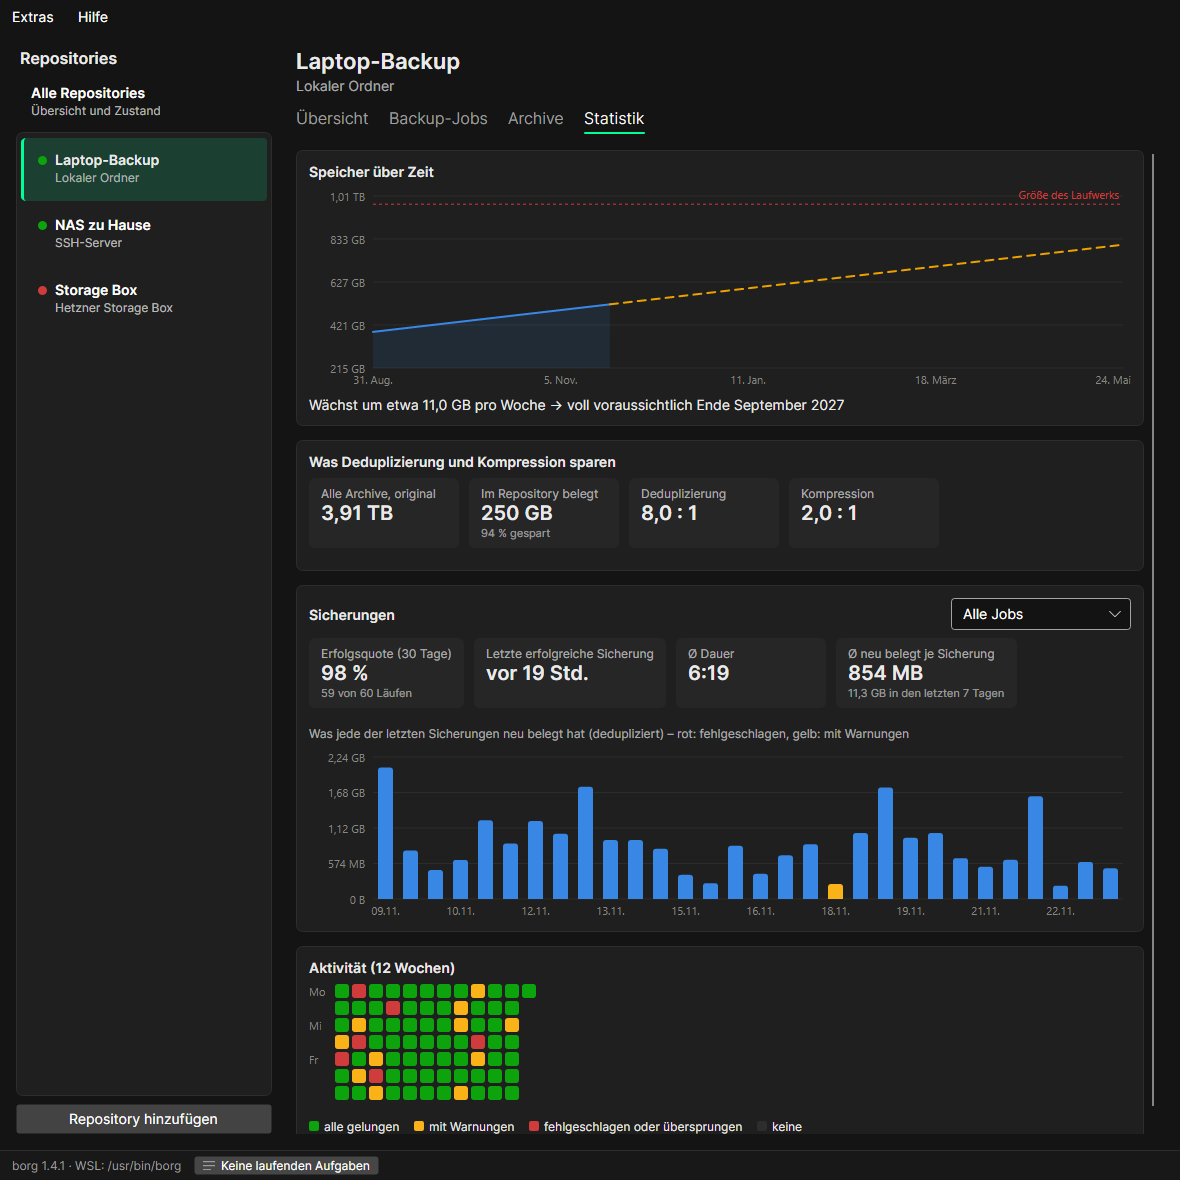 Extras Hilfe
Repositories
Alle Repositories
Übersicht und Zustand
Laptop-Backup
Lokaler Ordner
NAS zu Hause
SSH-Server
Storage Box
Hetzner Storage Box
Repository hinzufügen
Laptop-Backup
Lokaler Ordner
Übersicht Backup-Jobs Archive Statistik
Speicher über Zeit
Größe des Laufwerks
1,01 TB
833 GB
627 GB
421 GB
215 GB
31. Aug. 5. Nov. 11. Jan. 18. März 24. Mai
Wächst um etwa 11,0 GB pro Woche → voll voraussichtlich Ende September 2027
Was Deduplizierung und Kompression sparen
Alle Archive, original
3,91 TB
Im Repository belegt
250 GB
94 % gespart
Deduplizierung
8,0 : 1
Kompression
2,0 : 1
Sicherungen
Alle Jobs
Erfolgsquote (30 Tage)
98 %
59 von 60 Läufen
Letzte erfolgreiche Sicherung
vor 19 Std.
Ø Dauer
6:19
Ø neu belegt je Sicherung
854 MB
11,3 GB in den letzten 7 Tagen
Was jede der letzten Sicherungen neu belegt hat (dedupliziert) – rot: fehlgeschlagen, gelb: mit Warnungen
2,24 GB
1,68 GB
1,12 GB
574 MB
0 B
09.11. 10.11. 12.11. 13.11. 15.11. 16.11. 18.11. 19.11. 21.11. 22.11.
Aktivität (12 Wochen)
Mo
Mi
Fr
alle gelungen mit Warnungen fehlgeschlagen oder übersprungen keine
borg 1.4.1 · WSL: /usr/bin/borg Keine laufenden Aufgaben